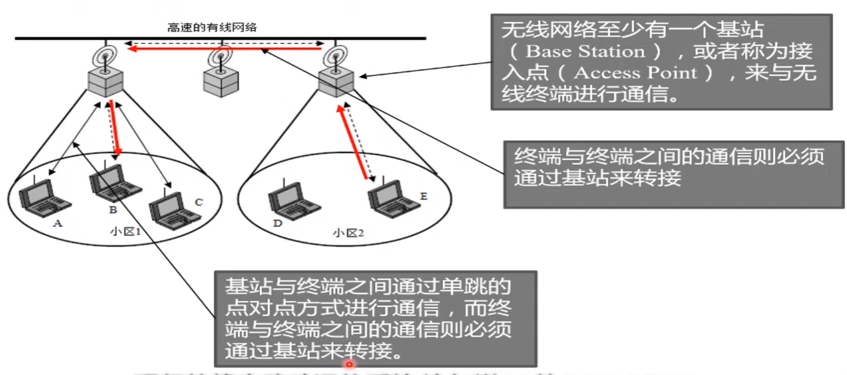 高速的有线网络
无线网络至少有一个基站
（Base Station），或者称为接
入点（Access Point），来与无
线终端进行通信。
终端与终端之间的通信则必须
通过基站来转接
A
B
C
小区1
D
E
小区2
基站与终端之间通过单跳的
点对点方式进行通信，而终
端与终端之间的通信则必须
通过基站来转接。